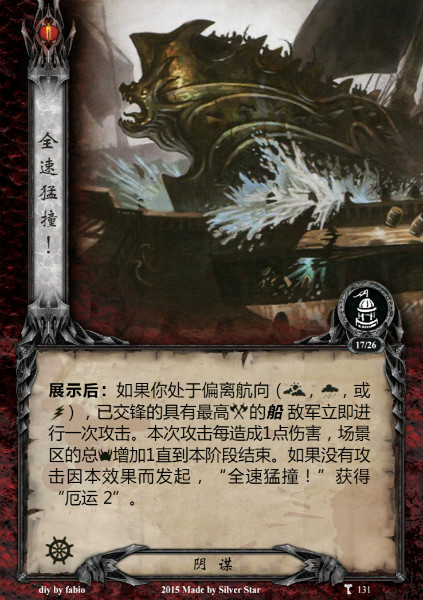 全速猛撞！
17/26
展示后：如果你处于偏离航向（，，或
），已交锋的具有最高的船 敌军立即进
行一次攻击。本次攻击每造成1点伤害，场景
区的总增加1直到本阶段结束。如果没有攻
击因本效果而发起，“全速猛撞！”获得
“厄运 2”。
阴谋
diy by fabio
2015 Made by Silver Star
131